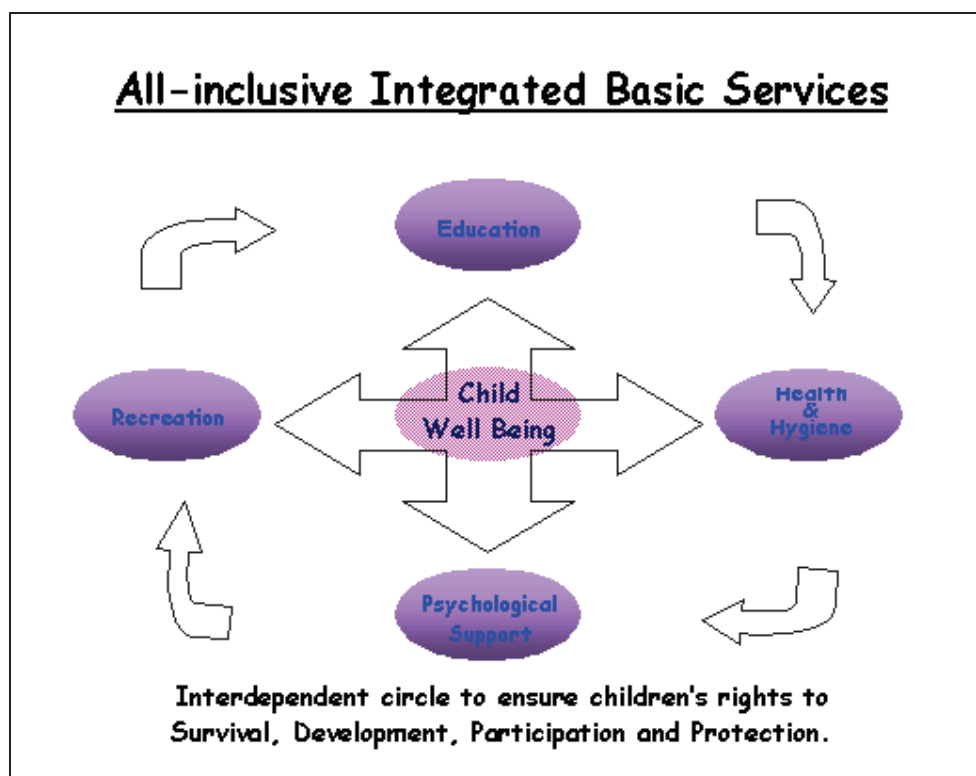 All-inclusive Integrated Basic Services
Education
Recreation
Child
Well Being
Health
&
Hygiene
Psychological
Support
Interdependent circle to ensure children's rights to
Survival, Development, Participation and Protection.